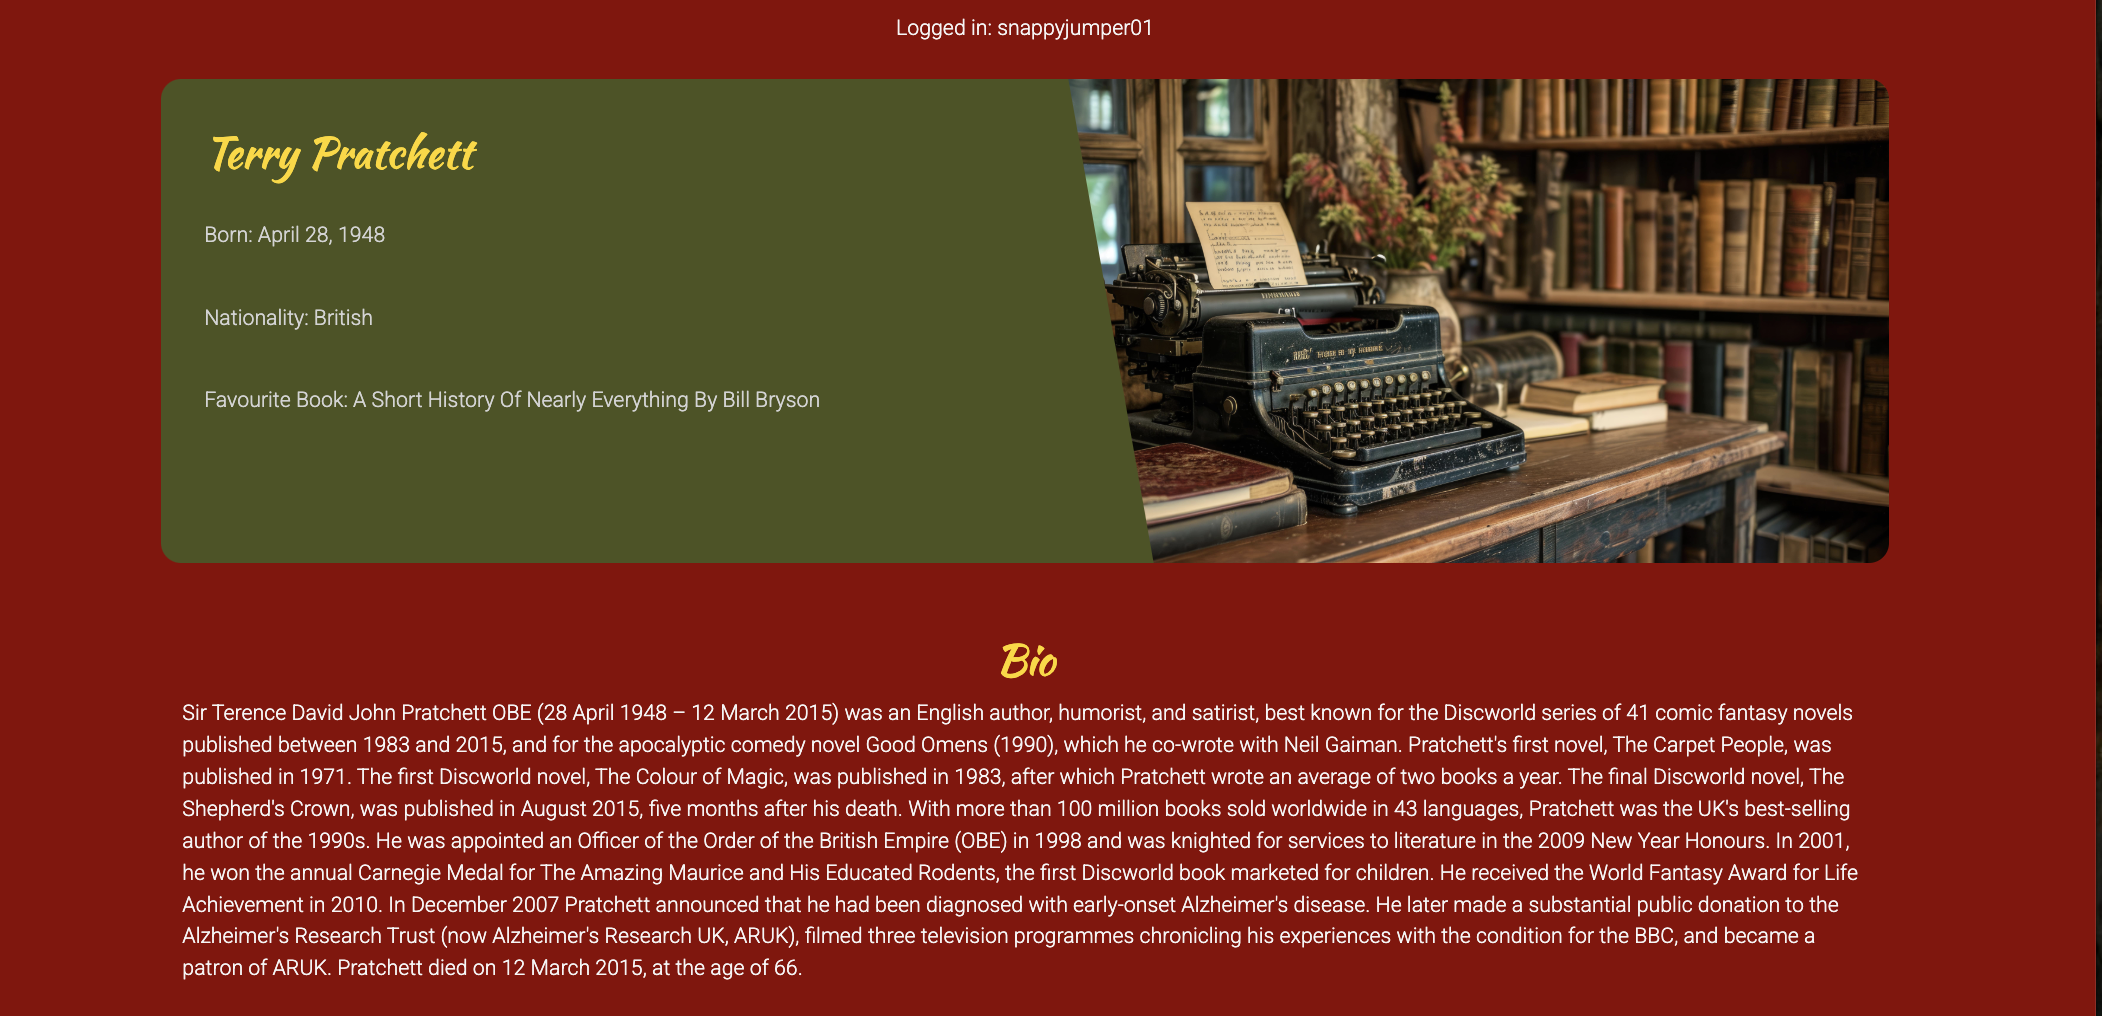 Logged in: snappyjumper01
Terry Pratchett
Born: April 28, 1948
Nationality: British
Favourite Book: A Short History Of Nearly Everything By Bill Bryson
Bio
Sir Terence David John Pratchett OBE (28 April 1948 – 12 March 2015) was an English author, humorist, and satirist, best known for the Discworld series of 41 comic fantasy novels
published between 1983 and 2015, and for the apocalyptic comedy novel Good Omens (1990), which he co-wrote with Neil Gaiman. Pratchett's first novel, The Carpet People, was
published in 1971. The first Discworld novel, The Colour of Magic, was published in 1983, after which Pratchett wrote an average of two books a year. The final Discworld novel, The
Shepherd's Crown, was published in August 2015, five months after his death. With more than 100 million books sold worldwide in 43 languages, Pratchett was the UK's best-selling
author of the 1990s. He was appointed an Officer of the Order of the British Empire (OBE) in 1998 and was knighted for services to literature in the 2009 New Year Honours. In 2001,
he won the annual Carnegie Medal for The Amazing Maurice and His Educated Rodents, the first Discworld book marketed for children. He received the World Fantasy Award for Life
Achievement in 2010. In December 2007 Pratchett announced that he had been diagnosed with early-onset Alzheimer's disease. He later made a substantial public donation to the
Alzheimer's Research Trust (now Alzheimer's Research UK, ARUK), filmed three television programmes chronicling his experiences with the condition for the BBC, and became a
patron of ARUK. Pratchett died on 12 March 2015, at the age of 66.